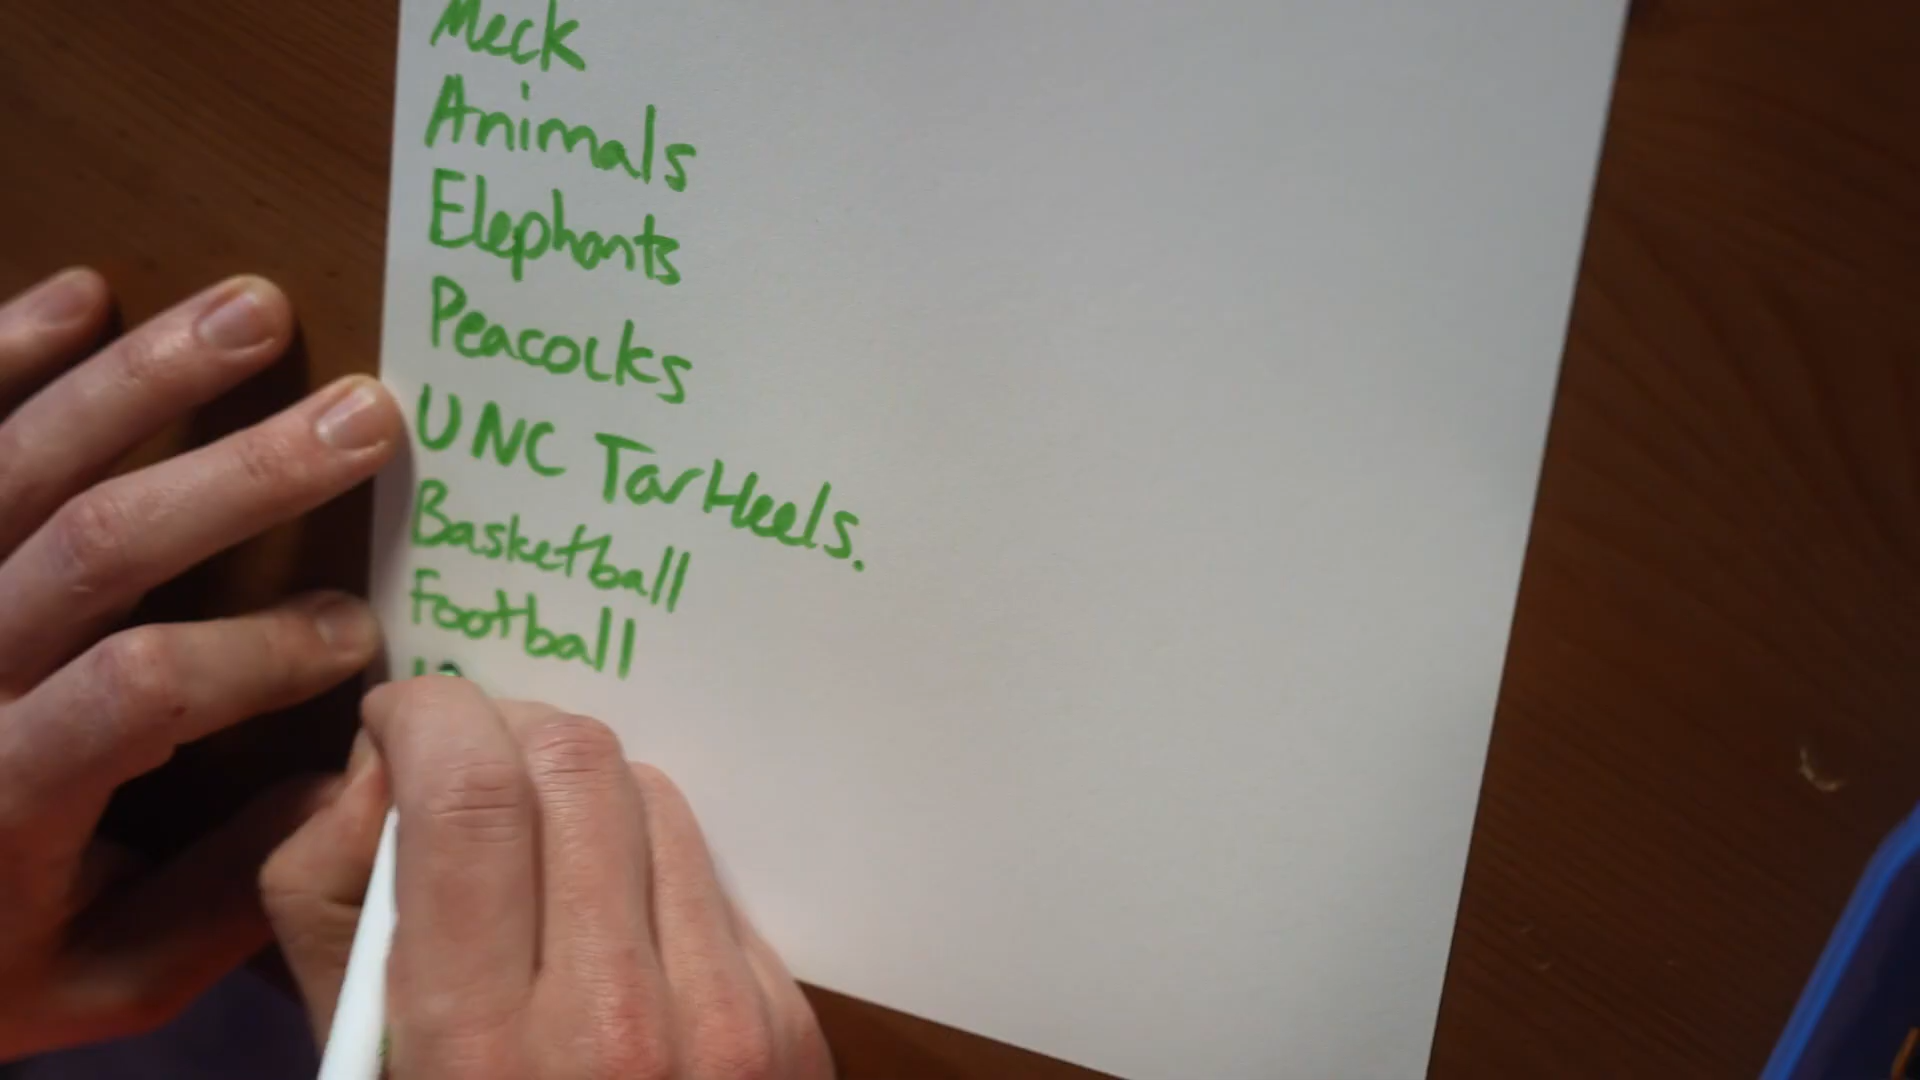 Meck
Animals
Elephants
Peacocks
UNC TarHeels.
Basketball
Football